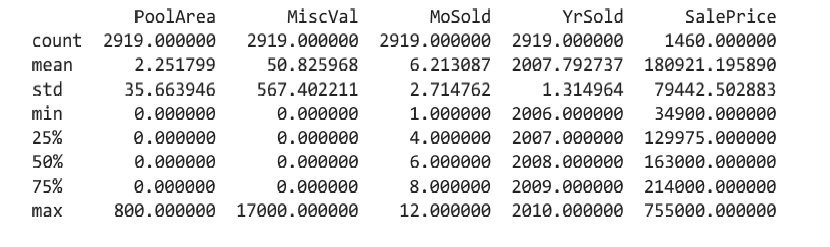 PoolArea MiscVal MoSold YrSold SalePrice
count 2919.000000 2919.000000 2919.000000 2919.000000 1460.000000
mean 2.251799 50.825968 6.213087 2007.792737 180921.195890
std 35.663946 567.402211 2.714762 1.314964 79442.502883
min 0.000000 0.000000 1.000000 2006.000000 34900.000000
25% 0.000000 0.000000 4.000000 2007.000000 129975.000000
50% 0.000000 0.000000 6.000000 2008.000000 163000.000000
75% 0.000000 0.000000 8.000000 2009.000000 214000.000000
max 800.000000 17000.000000 12.000000 2010.000000 755000.000000